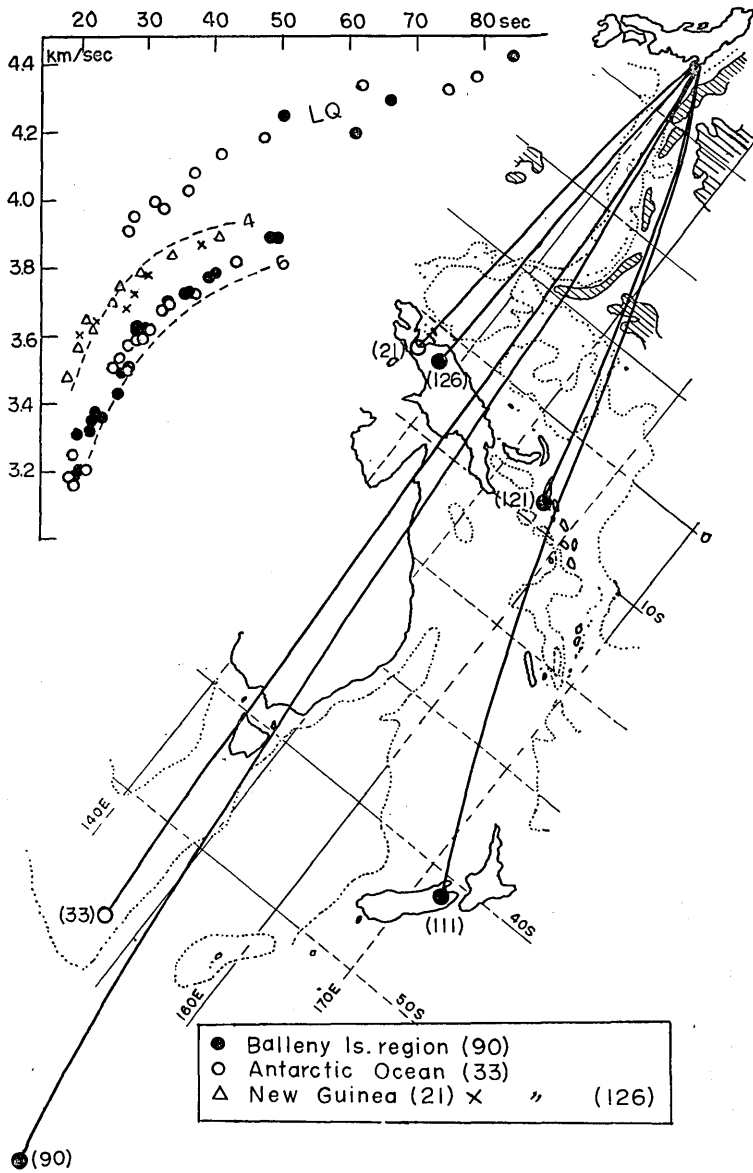 20 30 40 50 60 70 80 sec
km/sec
4.4
4.2
4.0
3.8
3.6
3.4
3.2
LQ
4
6
(21)
(126)
(121)
0
10S
140E
(33)
(111)
40S
160E
170E
50S
● Balleny Is. region (90)
○ Antarctic Ocean (33)
△ New Guinea (21) × 〃 (126)
(90)